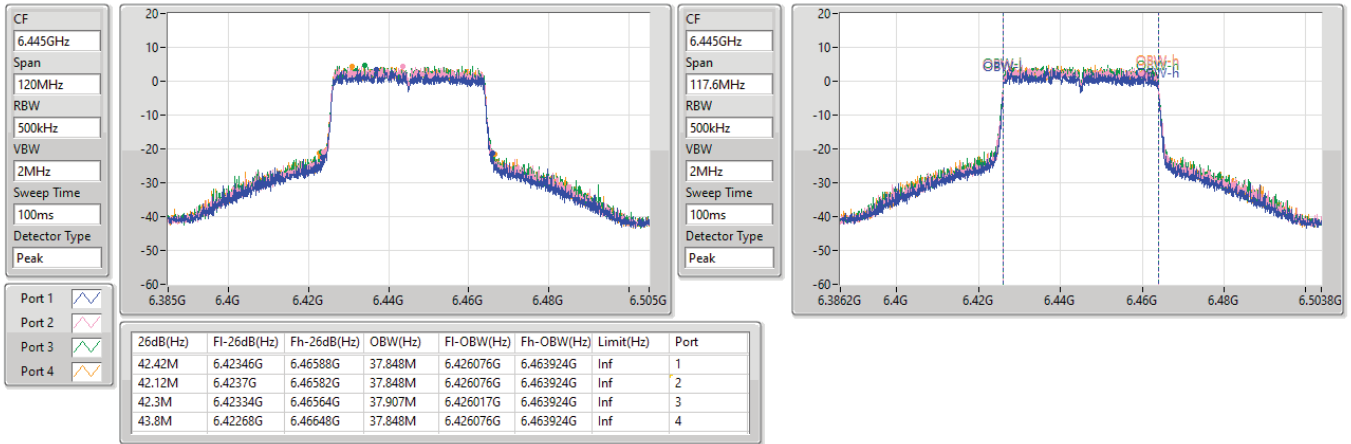 CF
6.445GHz
Span
120MHz
RBW
500kHz
VBW
2MHz
Sweep Time
100ms
Detector Type
Peak
20
10
0
-10
-20
-30
-40
-50
-60
6.385G 6.4G 6.42G 6.44G 6.46G 6.48G 6.505G
CF
6.445GHz
Span
117.6MHz
RBW
500kHz
VBW
2MHz
Sweep Time
100ms
Detector Type
Peak
20
10
0
-10
-20
-30
-40
-50
-60
OBW-l OBW-h
OBW-h
6.3862G 6.4G 6.42G 6.44G 6.46G 6.48G 6.5038G
Port 1
Port 2
Port 3
Port 4
26dB(Hz) Fl-26dB(Hz) Fh-26dB(Hz) OBW(Hz) Fl-OBW(Hz) Fh-OBW(Hz) Limit(Hz) Port
42.42M 6.42346G 6.46588G 37.848M 6.426076G 6.463924G Inf 1
42.12M 6.4237G 6.46582G 37.848M 6.426076G 6.463924G Inf 2
42.3M 6.42334G 6.46564G 37.907M 6.426017G 6.463924G Inf 3
43.8M 6.42268G 6.46648G 37.848M 6.426076G 6.463924G Inf 4